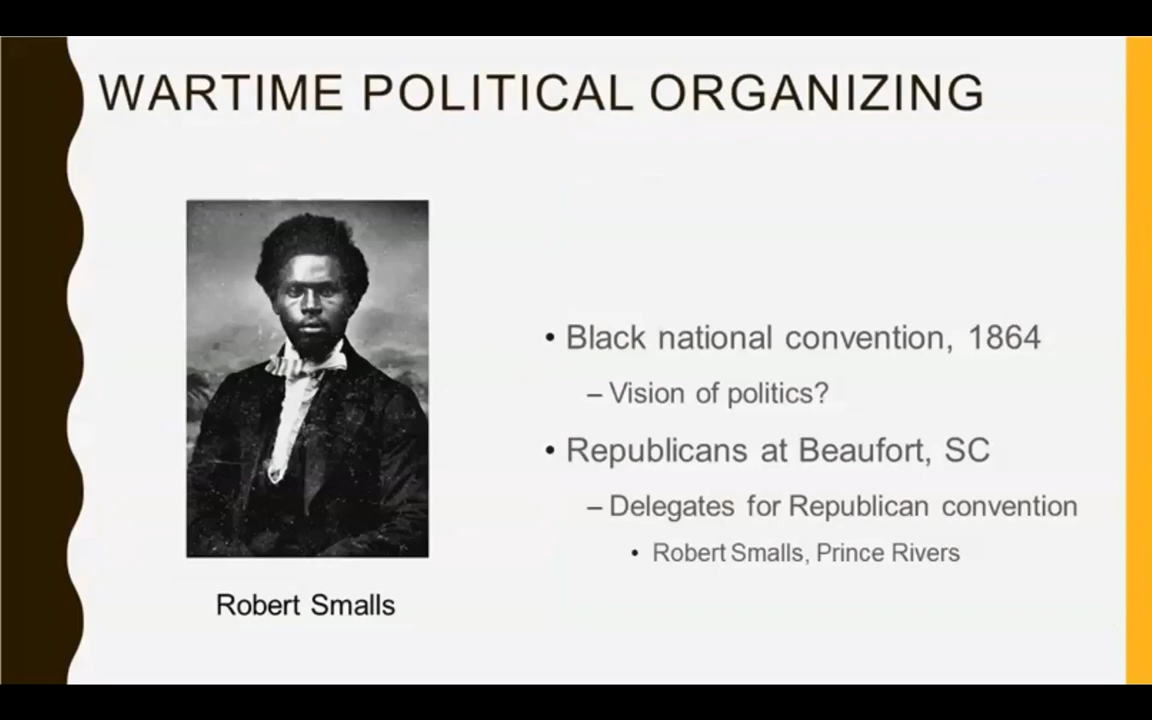 WARTIME POLITICAL ORGANIZING
• Black national convention, 1864
– Vision of politics?
• Republicans at Beaufort, SC
– Delegates for Republican convention
• Robert Smalls, Prince Rivers
Robert Smalls